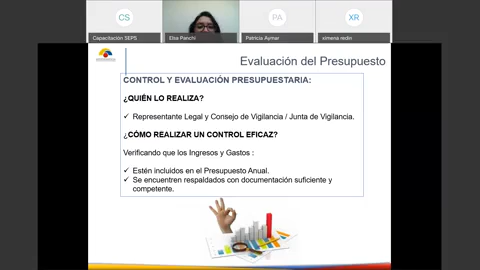 CS
PA
XR
Capacitación SEPS
Elsa Panchi
Patricia Aymar
ximena redin
Evaluación del Presupuesto
CONTROL Y EVALUACIÓN PRESUPUESTARIA:
¿QUIÉN LO REALIZA?
✓ Representante Legal y Consejo de Vigilancia / Junta de Vigilancia.
¿CÓMO REALIZAR UN CONTROL EFICAZ?
Verificando que los Ingresos y Gastos :
✓ Estén incluidos en el Presupuesto Anual.
✓ Se encuentren respaldados con documentación suficiente y
competente.